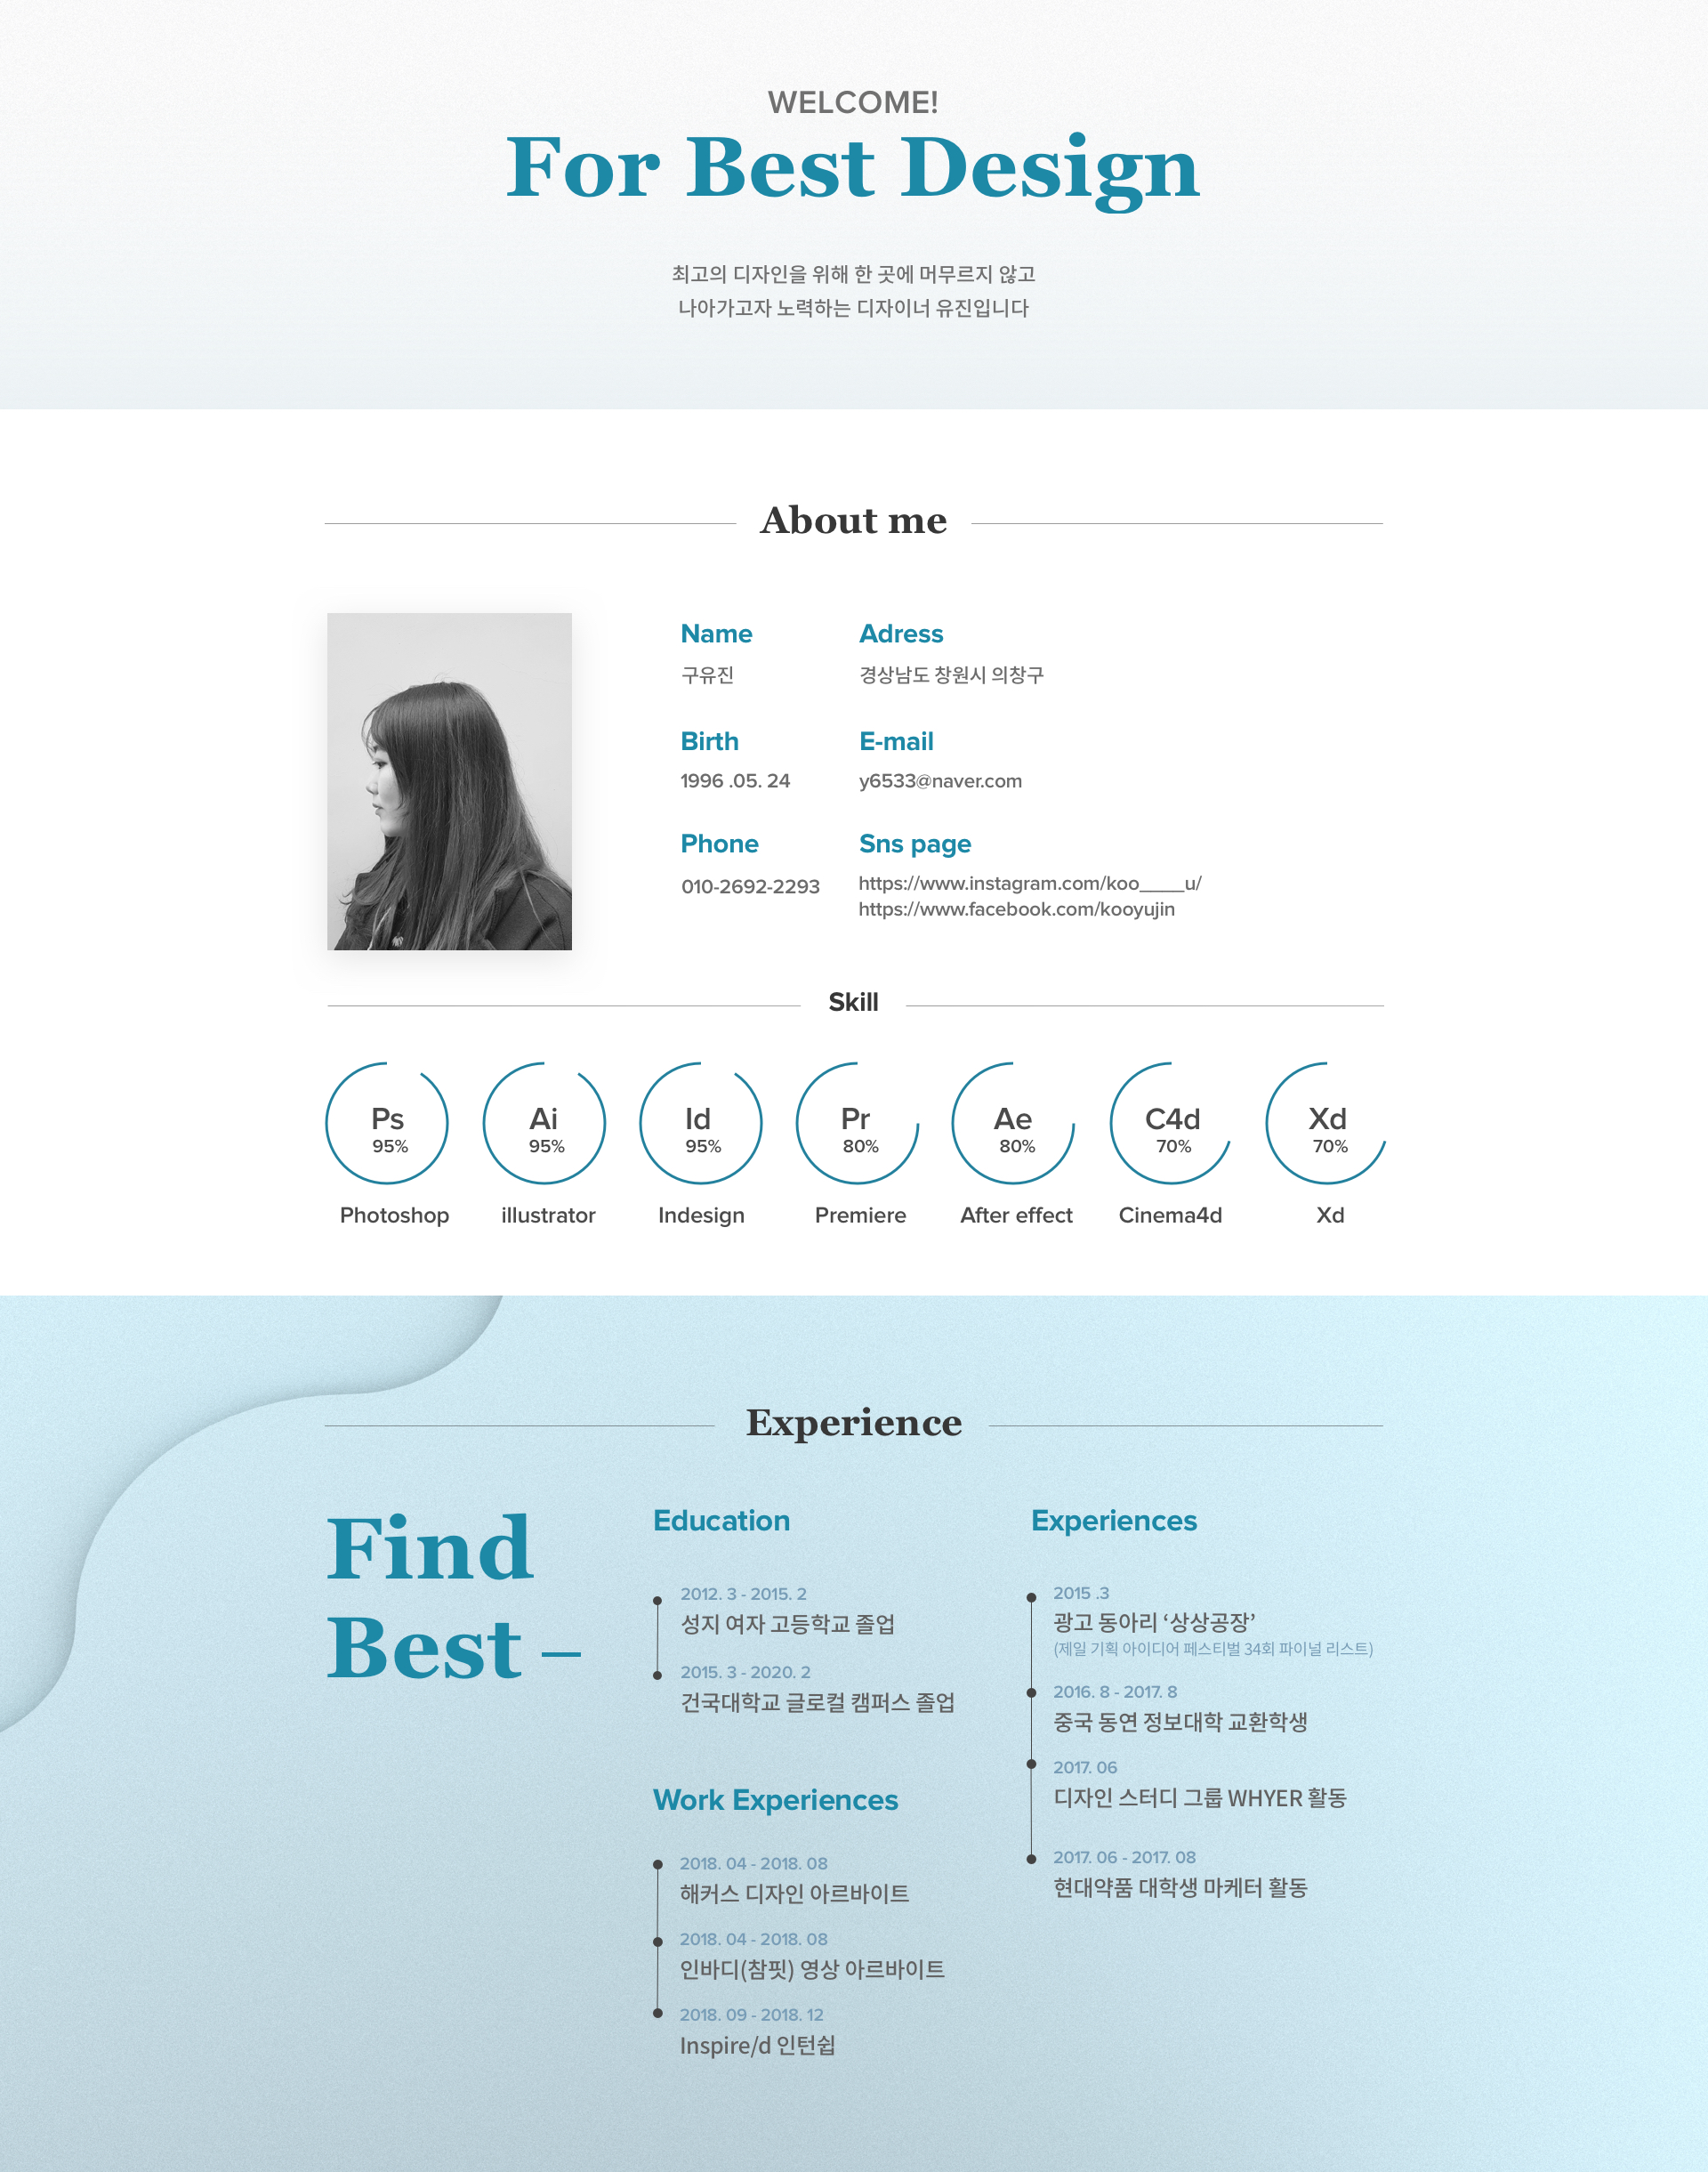 WELCOME!
For Best Design
최고의 디자인을 위해 한 곳에 머무르지 않고
나아가고자 노력하는 디자이너 유진입니다
About me
Name
구유진
Adress
경상남도 창원시 의창구
Birth
1996 .05. 24
E-mail
y6533@naver.com
Phone
010-2692-2293
Sns page
https://www.instagram.com/koo____u/
https://www.facebook.com/kooyujin
Skill
Ps
95%
Photoshop
Ai
95%
illustrator
Id
95%
Indesign
Pr
80%
Premiere
Ae
80%
After effect
C4d
70%
Cinema4d
Xd
70%
Xd
Experience
Find
Best –
Education
2012. 3 - 2015. 2
성지 여자 고등학교 졸업
2015. 3 - 2020. 2
건국대학교 글로컬 캠퍼스 졸업
Work Experiences
2018. 04 - 2018. 08
해커스 디자인 아르바이트
2018. 04 - 2018. 08
인바디(참핏) 영상 아르바이트
2018. 09 - 2018. 12
Inspire/d 인턴쉽
Experiences
2015 .3
광고 동아리 ‘상상공장’
(제일 기획 아이디어 페스티벌 34회 파이널 리스트)
2016. 8 - 2017. 8
중국 동연 정보대학 교환학생
2017. 06
디자인 스터디 그룹 WHYER 활동
2017. 06 - 2017. 08
현대약품 대학생 마케터 활동